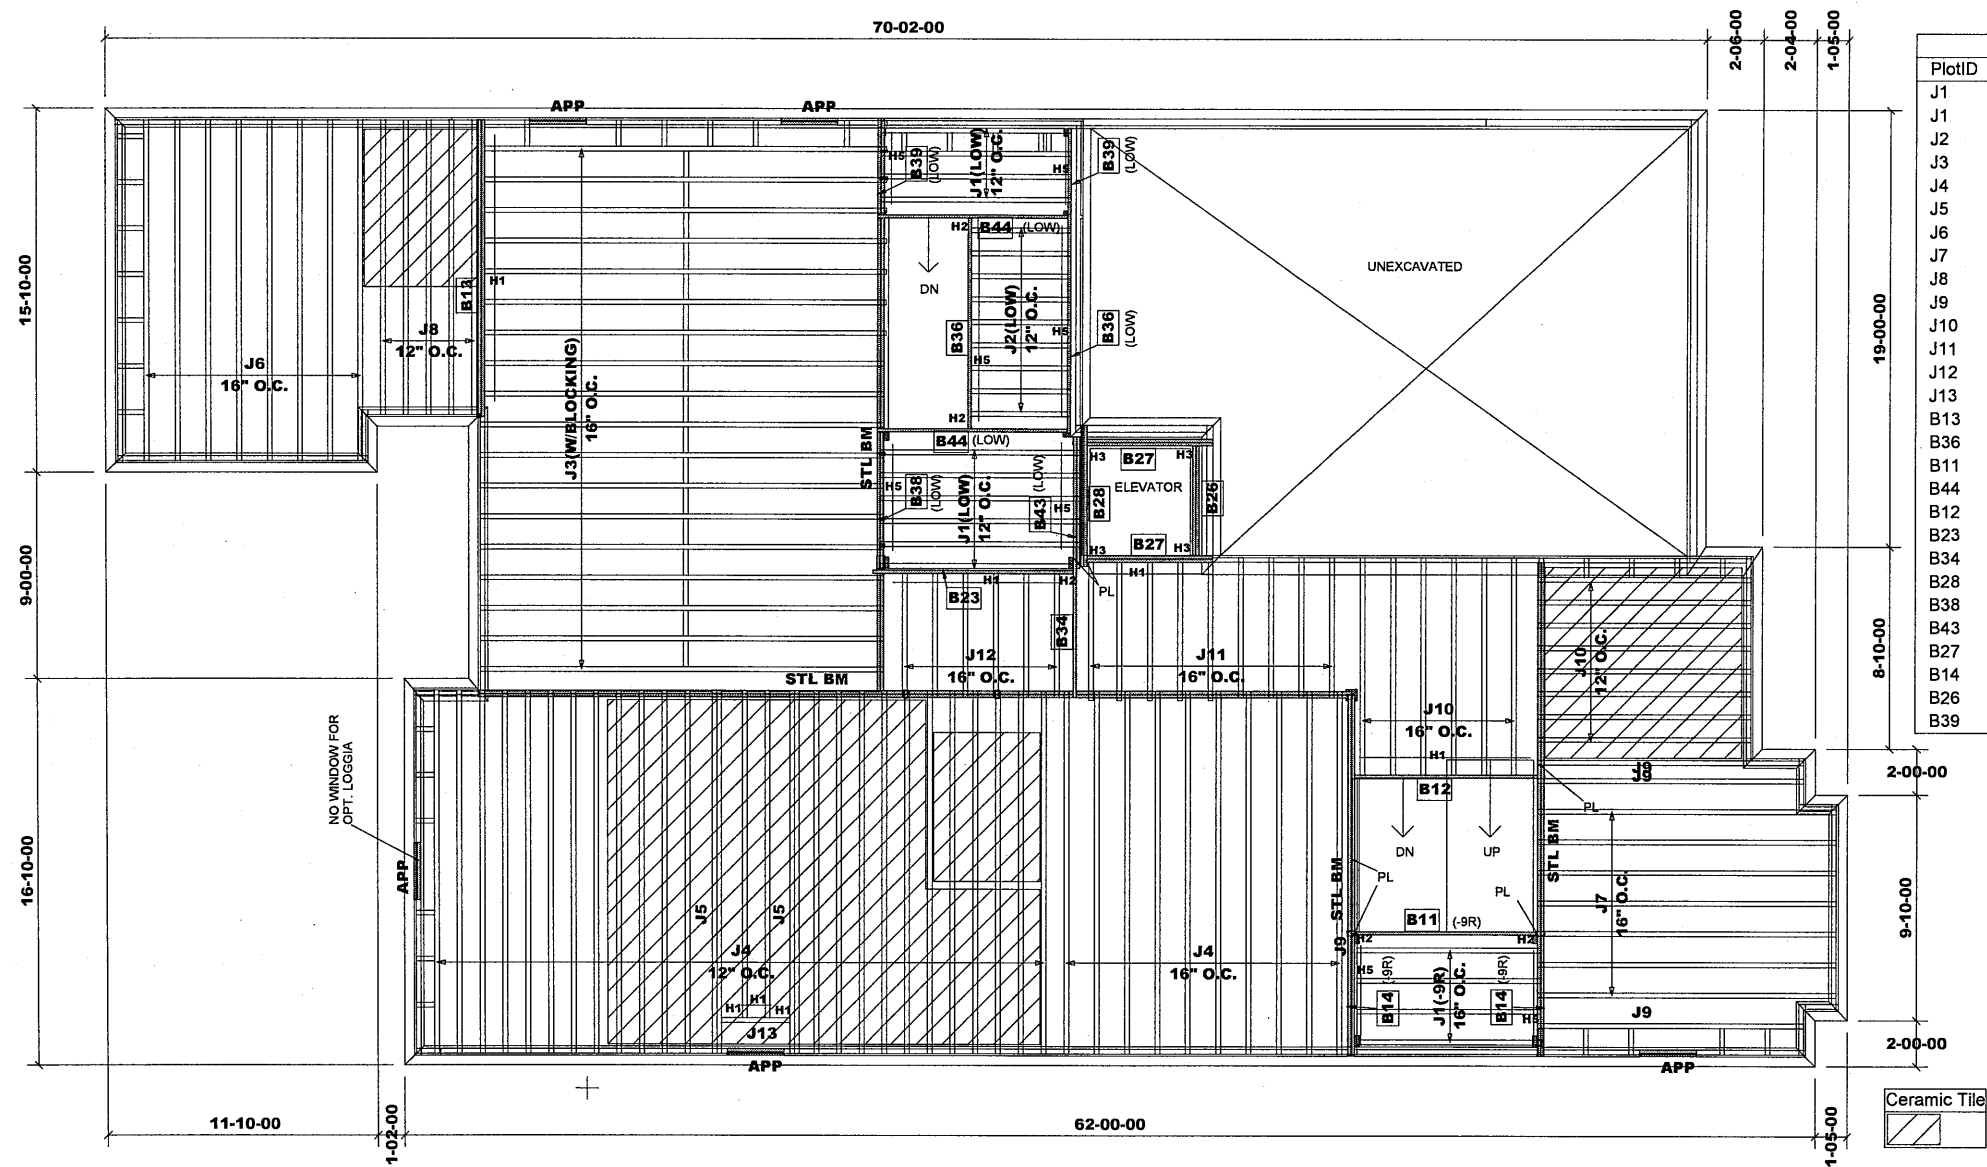 70-02-00
2-06-00
2-04-00
1-05-00
PlotID
J1
J1
J2
J3
J4
J5
J6
J7
J8
J9
J10
J11
J12
J13
B13
B36
B11
B44
B12
B23
B34
B28
B38
B43
B27
B14
B26
B39
APP
APP
15-10-00
9-00-00
16-10-00
19-00-00
8-10-00
2-00-00
9-10-00
2-00-00
J6
16" O.C.
J8
12" O.C.
B13
H1
J3(W/BLOCKING)
16" O.C.
STL BM
H5
B39
(LOW)
J1(LOW)
12" O.C.
H5
B39
(LOW)
H2
B44 (LOW)
DN
B36
H5
J2(LOW)
12" O.C.
H5
B36
(LOW)
H2
B44 (LOW)
UNEXCAVATED
H5
B38
(LOW)
J1(LOW)
12" O.C.
B43 (LOW)
H5
H3
B27
H3
ELEVATOR
B28
B26
H3
B27
H3
H1
H2
B23
PL
H1
B34
J12
16" O.C.
J11
16" O.C.
STL BM
J10
16" O.C.
H1
J10
12" O.C.
J9
J9
B12
PL
DN
UP
STL BM
STL BM
PL
PL
B11
(-9R)
J7
16" O.C.
NO WINDOW FOR
OPT. LOGGIA
APP
J5
J5
J4
12" O.C.
J4
16" O.C.
J9
H2
H2
H5
B14 (-9R)
J1(-9R)
16" O.C.
B14 (-9R)
H5
J9
H1
H1
H1
J13
APP
APP
11-10-00
1-02-00
62-00-00
1-05-00
Ceramic Tile